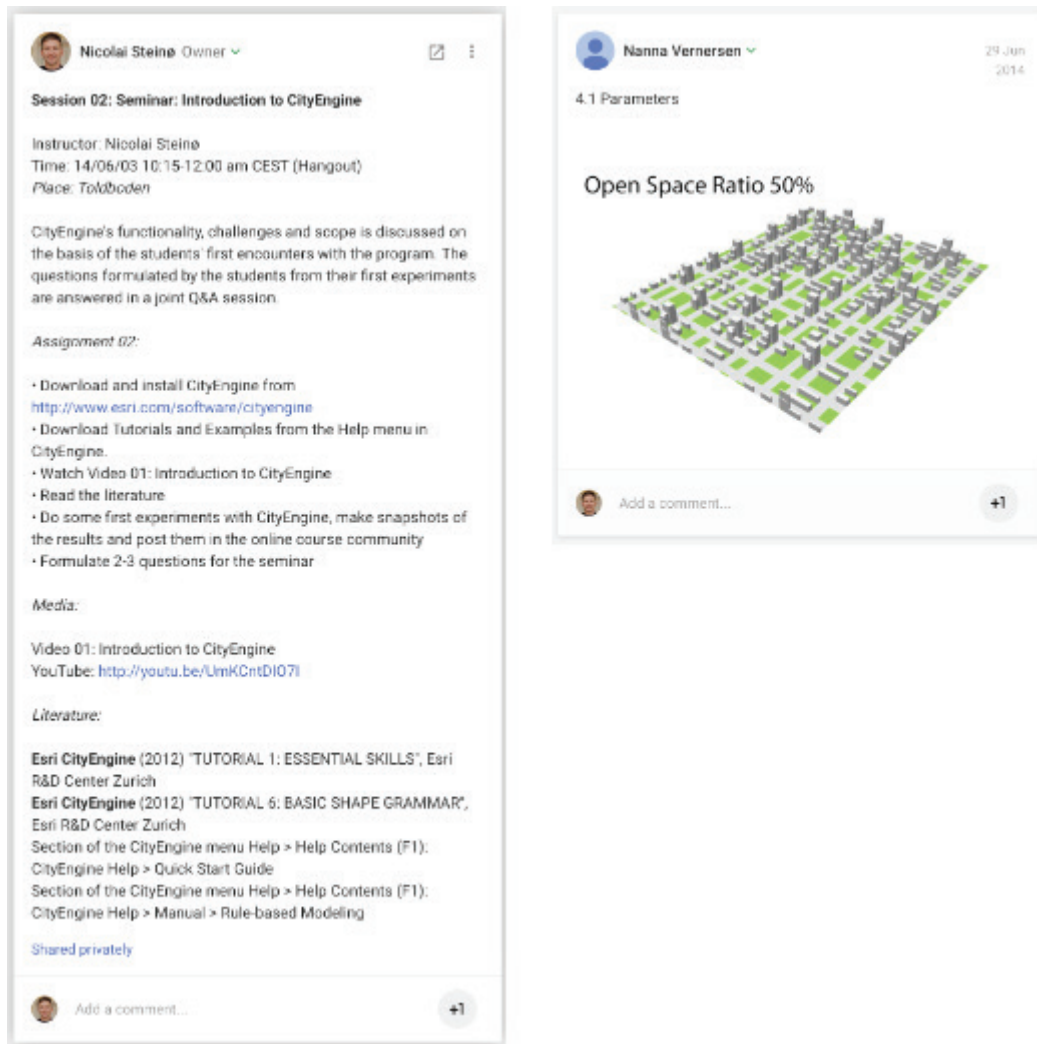 Nicolai Steinø Owner
Session 02: Seminar: Introduction to CityEngine
Instructor: Nicolai Steinø
Time: 14/06/03 10:15-12:00 am CEST (Hangout)
Place: Toldboden
CityEngine's functionality, challenges and scope is discussed on
the basis of the students' first encounters with the program. The
questions formulated by the students from their first experiments
are answered in a joint Q&A session.
Assignment 02:
• Download and install CityEngine from
http://www.esri.com/software/cityengine
• Download Tutorials and Examples from the Help menu in
CityEngine.
• Watch Video 01: Introduction to CityEngine
• Read the literature
• Do some first experiments with CityEngine, make snapshots of
the results and post them in the online course community
• Formulate 2-3 questions for the seminar
Media:
Video 01: Introduction to CityEngine
YouTube: http://youtu.be/UmKCntDIO7I
Literature:
Esri CityEngine (2012) "TUTORIAL 1: ESSENTIAL SKILLS", Esri
R&D Center Zurich
Esri CityEngine (2012) "TUTORIAL 6: BASIC SHAPE GRAMMAR",
Esri R&D Center Zurich
Section of the CityEngine menu Help > Help Contents (F1):
CityEngine Help > Quick Start Guide
Section of the CityEngine menu Help > Help Contents (F1):
CityEngine Help > Manual > Rule-based Modeling
Shared privately
Add a comment...
+1
Nanna Vernersen
29 Jun
2014
4.1 Parameters
Open Space Ratio 50%
Add a comment...
+1